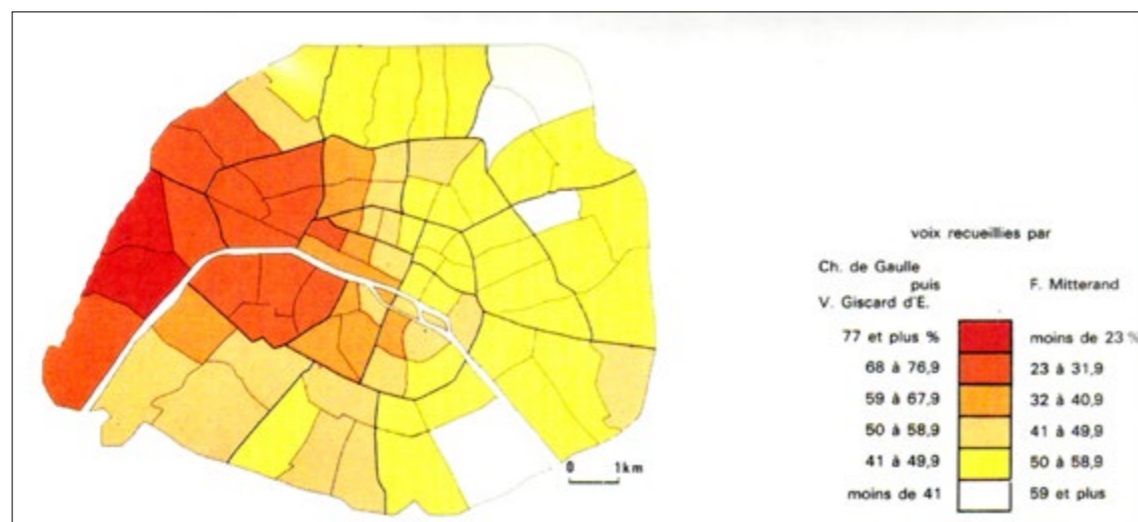 voix recueillies par
Ch. de Gaulle
puis
V. Giscard d'E.
F. Mitterand
77 et plus % moins de 23 %
68 à 76,9 23 à 31,9
59 à 67,9 32 à 40,9
50 à 58,9 41 à 49,9
41 à 49,9 50 à 58,9
moins de 41 59 et plus
0 1km